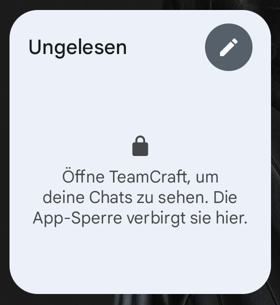 Ungelesen
Öffne TeamCraft, um
deine Chats zu sehen. Die
App-Sperre verbirgt sie hier.